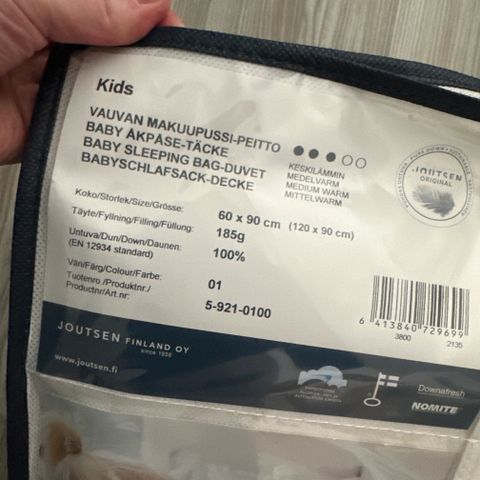 Kids
VAUVAN MAKUUPUSSI-PEITTO
BABY ÅKPÅSE-TÄCKE
BABY SLEEPING BAG-DUVET
BABYSCHLAFSACK-DECKE
KESKILÄMMIN
MEDELVARM
MEDIUM WARM
MITTELWARM
JOUTSEN
ORIGINAL
Koko/Storlek/Size/Grösse:
60 x 90 cm (120 x 90 cm)
Täyte/Fyllning/Filling/Füllung:
185g
Untuva/Dun/Down/Daunen:
(EN 12934 standard)
100%
Väri/Färg/Colour/Farbe:
01
Tuotenro./Produktnr./
Productnr/Art.nr:
5-921-0100
6 413840 729699
3800 2135
JOUTSEN FINLAND OY
since 1936
www.joutsen.fi
Downafresh
NOMITE